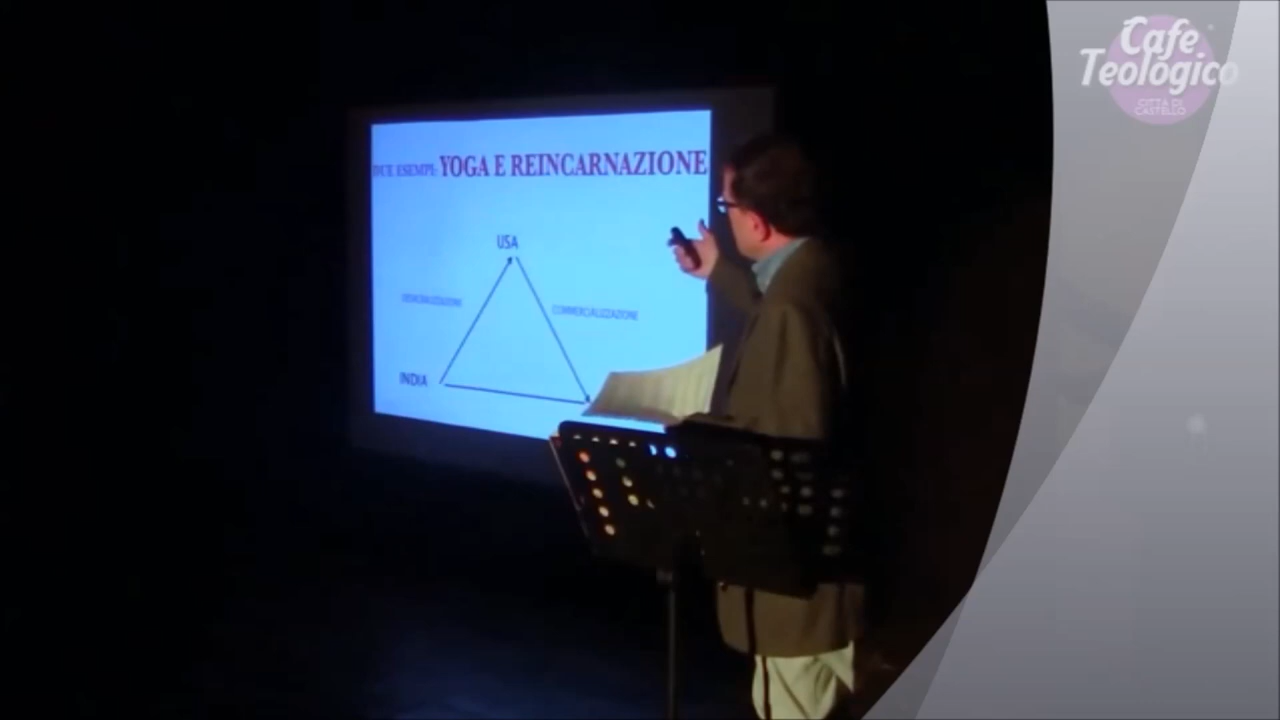 DUE ESEMPI: YOGA E REINCARNAZIONE
USA
COMMERCIALIZZAZIONE
INDIA
Cafe
Teologico
CITTÀ DI
CASTELLO